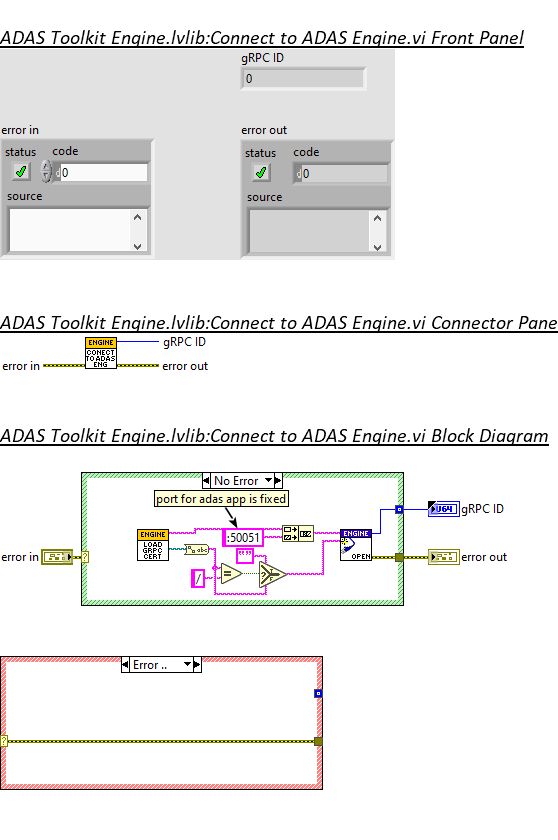 ADAS Toolkit Engine.lvlib:Connect to ADAS Engine.vi Front Panel
gRPC ID
0
error in
status code
0
source
error out
status code
0
source
ADAS Toolkit Engine.lvlib:Connect to ADAS Engine.vi Connector Pane
ENGINE
CONECT
TO ADAS
ENG
gRPC ID
error in
error out
ADAS Toolkit Engine.lvlib:Connect to ADAS Engine.vi Block Diagram
No Error
port for adas app is fixed
ENGINE
LOAD
GRPC
CERT
:50051
abc
""
/
=
?
T
F
ENGINE
OPEN
U64
gRPC ID
error in
?
error out
Error ..
?